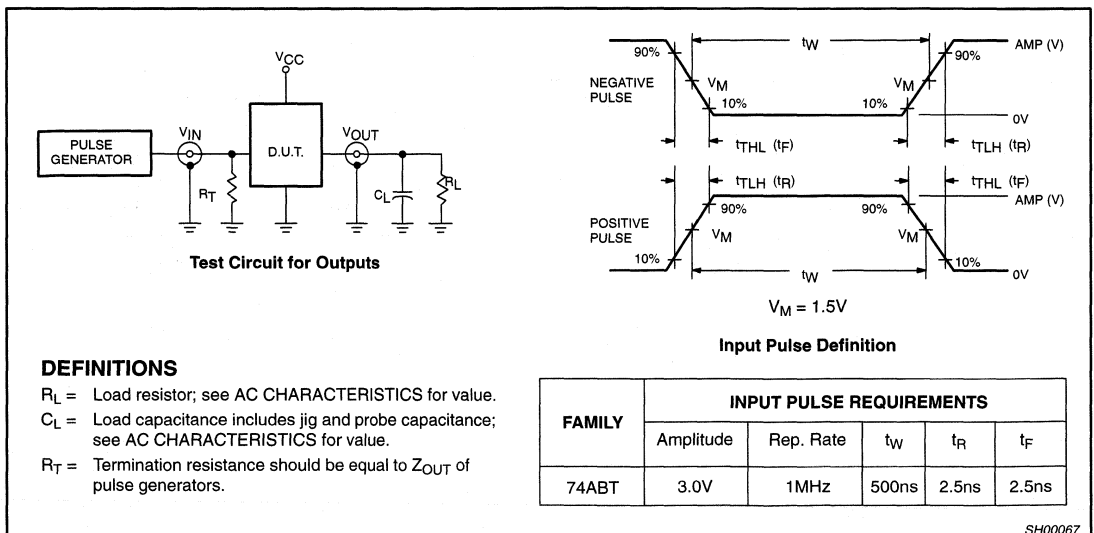 VCC
PULSE
GENERATOR
VIN
D.U.T.
VOUT
RT
CL
RL
Test Circuit for Outputs
NEGATIVE
PULSE
90%
tW
90%
AMP (V)
VM
VM
10%
10%
0V
tTHL (tF)
tTLH (tR)
tTLH (tR)
tTHL (tF)
AMP (V)
POSITIVE
PULSE
90%
90%
VM
VM
10%
10%
tW
0V
VM = 1.5V
Input Pulse Definition
DEFINITIONS
RL = Load resistor; see AC CHARACTERISTICS for value.
CL = Load capacitance includes jig and probe capacitance;
see AC CHARACTERISTICS for value.
RT = Termination resistance should be equal to ZOUT of
pulse generators.
FAMILY
INPUT PULSE REQUIREMENTS
Amplitude Rep. Rate tW tR tF
74ABT 3.0V 1MHz 500ns 2.5ns 2.5ns
SH00067